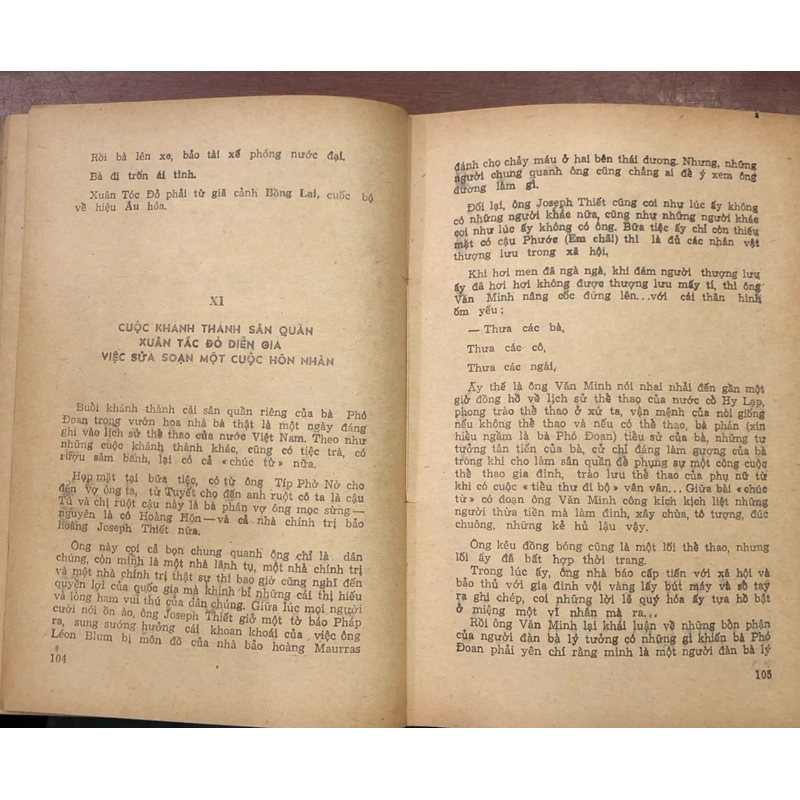 Rồi bà lên xe, bảo tài xế phóng nước đại.
Bà đi trốn ái tình.
Xuân Tóc Đỏ phải từ giã cảnh Bồng Lai, cuốc bộ
về hiệu Âu hóa.
XI
CUỘC KHÁNH THÀNH SÂN QUẦN
XUÂN TÁC ĐỎ DIỄN GIA
VIỆC SỬA SOẠN MỘT CUỘC HÔN NHÂN
Buổi khánh thành cái sân quần riêng của bà Phó
Đoan trong vườn hoa nhà bà thật là một ngày đáng
ghi vào lịch sử thể thao của nước Việt Nam. Theo như
những cuộc khánh thành khác, cũng có tiệc trà, có
rượu sâm banh, lại có cả «chúc từ» nữa.
Họp mặt tại bữa tiệc, có từ ông Típ Phờ Nờ cho
đến vợ ông ta, từ Tuyết cho đến anh ruột cô ta là cậu
Tú và chị ruột cậu này là bà phán vợ ông mọc sừng—
nguyên là cô Hoàng Hôn—và cả nhà chính trị bảo
hoàng Joseph Thiết nữa.
Ông này coi cả bọn chung quanh ông chỉ là dân
chúng, còn mình là một nhà lãnh tụ, một nhà chính trị
và một nhà chính trị thật sự thì bao giờ cũng nghĩ đến
quyền lợi của quốc gia mà khinh bỉ những cái thị hiếu
và lòng ham vui thú của dân chúng. Giữa lúc mọi người
cười nói ồn ào, ông Joseph Thiết giở một tờ báo Pháp
ra, sung sướng hưởng cái khoan khoái của việc ông
Léon Blum bị môn đồ của nhà bảo hoàng Maurras
104
đánh cho chảy máu ở hai bên thái dương. Nhưng, những
người chung quanh ông cũng chẳng ai để ý xem ông
đương làm gì.
Đối lại, ông Joseph Thiết cũng coi như lúc ấy không
có những người khác nữa, cũng như những người khác
coi như lúc ấy không có ông. Bữa tiệc ấy chỉ còn thiếu
mặt có cậu Phước (Em chã) thì là đủ các nhân vật
thượng lưu trong xã hội.
Khi hơi men đã ngà ngà, khi đám người thượng lưu
ấy đã hơi hơi không được thượng lưu mấy tí, thì ông
Văn Minh nâng cốc đứng lên...với cái thân hình
ốm yếu:
— Thưa các bà,
Thưa các cô,
Thưa các ngài,
Ấy thế là ông Văn Minh nói nhai nhải đến gần một
giờ đồng hồ về lịch sử thể thao của nước cổ Hy Lạp,
phong trào thể thao ở xứ ta, vận mệnh của nòi giống
nếu không thể thao và nếu có thể thao, bà phán (xin
hiểu ngầm là bà Phó Đoan) tiểu sử của bà, những tư
tưởng tân tiến của bà, cử chỉ đáng làm gương của bà
trong khi cho làm sân quần để phụng sự một công cuộc
thể thao gia đình, trào lưu thể thao của phụ nữ từ
khi có cuộc «tiểu thư đi bộ» vân vân... Giữa bài «chúc
từ» có đoạn ông Văn Minh công kích kịch liệt những
người thừa tiền mà làm đình, xây chùa, tô tượng, đúc
chuông, những kẻ hủ lậu vậy.
Ông kêu đồng bóng cũng là một lối thể thao, nhưng
lối ấy đã bất hợp thời trang.
Trong lúc ấy, ông nhà báo cấp tiến với xã hội và
bảo thủ với gia đình vội vàng lấy bút máy và sổ tay
ra ghi chép, coi những lời lẽ quý hóa ấy tựa hồ bật
ở miệng một vĩ nhân mà ra...
Rồi ông Văn Minh lại khái luận về những bổn phận
của người đàn bà lý tưởng có những gì khiến bà Phó
Đoan phải yên chí rằng mình là một người đàn bà lý
105